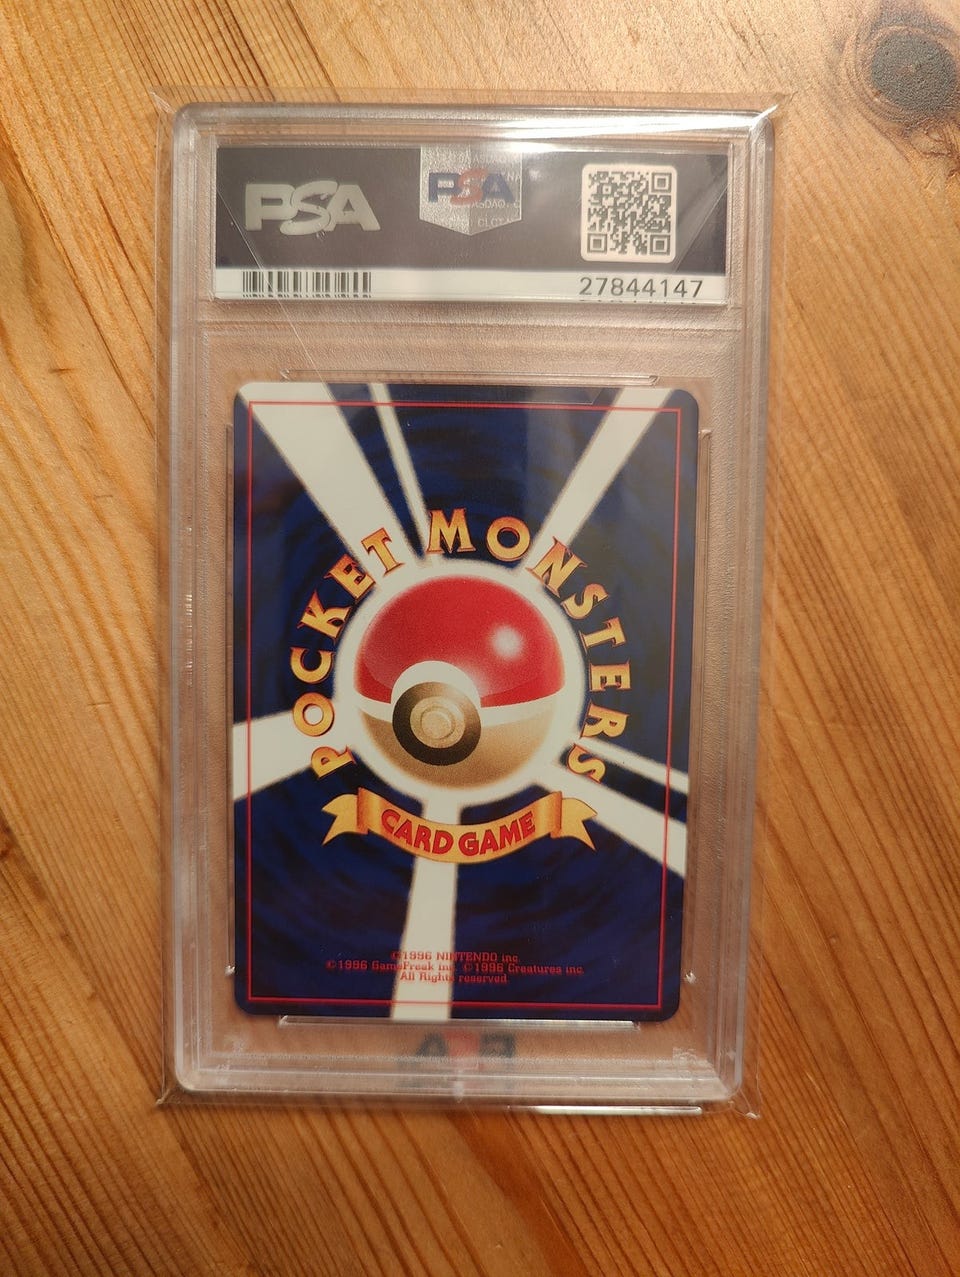 PSA
PSA
27844147
POCKET MONSTERS
CARD GAME
©1996 NINTENDO inc.
©1996 GameFreak inc. ©1996 Creatures inc.
All Rights reserved.